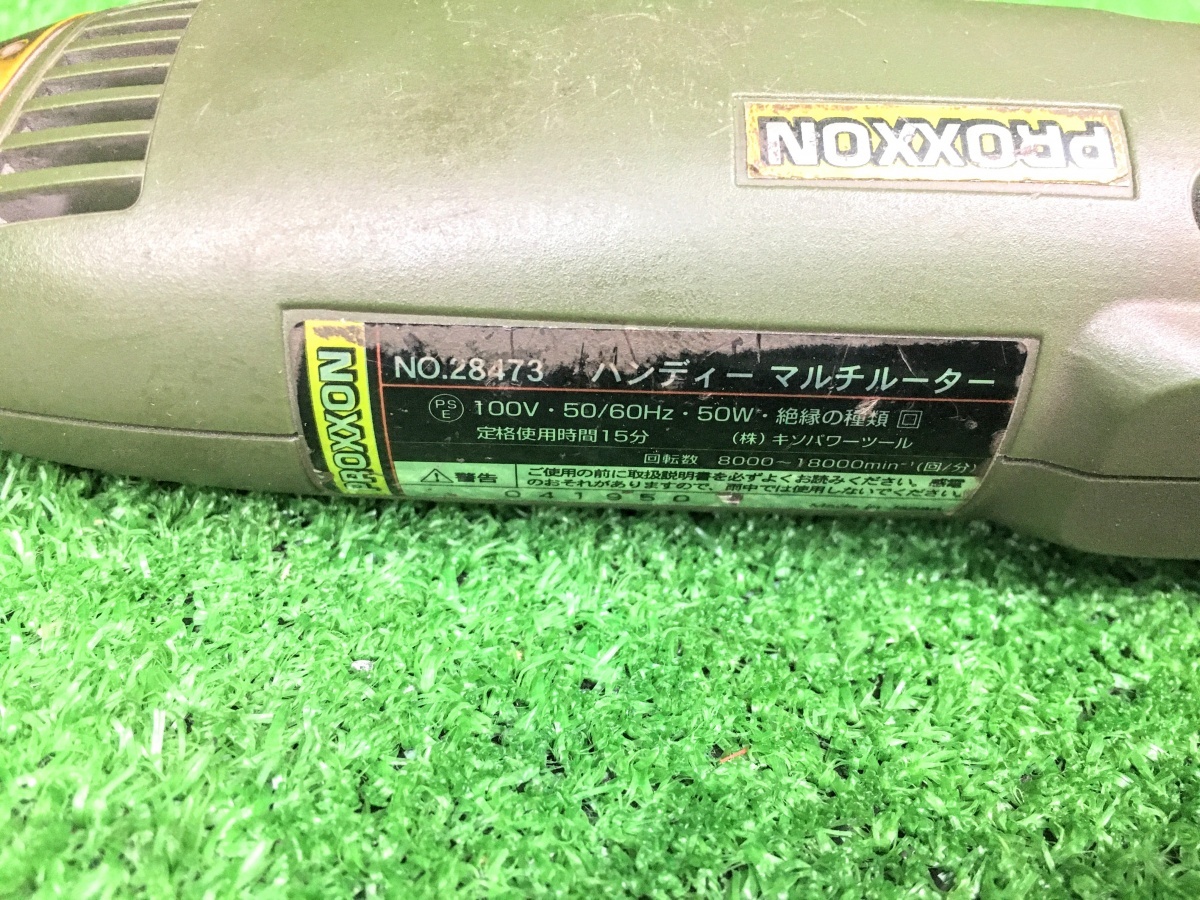 PROXXON
PROXXON
NO.28473 ハンディー マルチルーター
PSE 100V・50/60Hz・50W・絶縁の種類 回
定格使用時間15分 (株) キソパワーツール
回転数 8000~18000min⁻¹(回/分)
警告 ご使用の前に取扱説明書を必ずよくお読みください。感電
のおそれがありますので、雨中では使用しないでください。